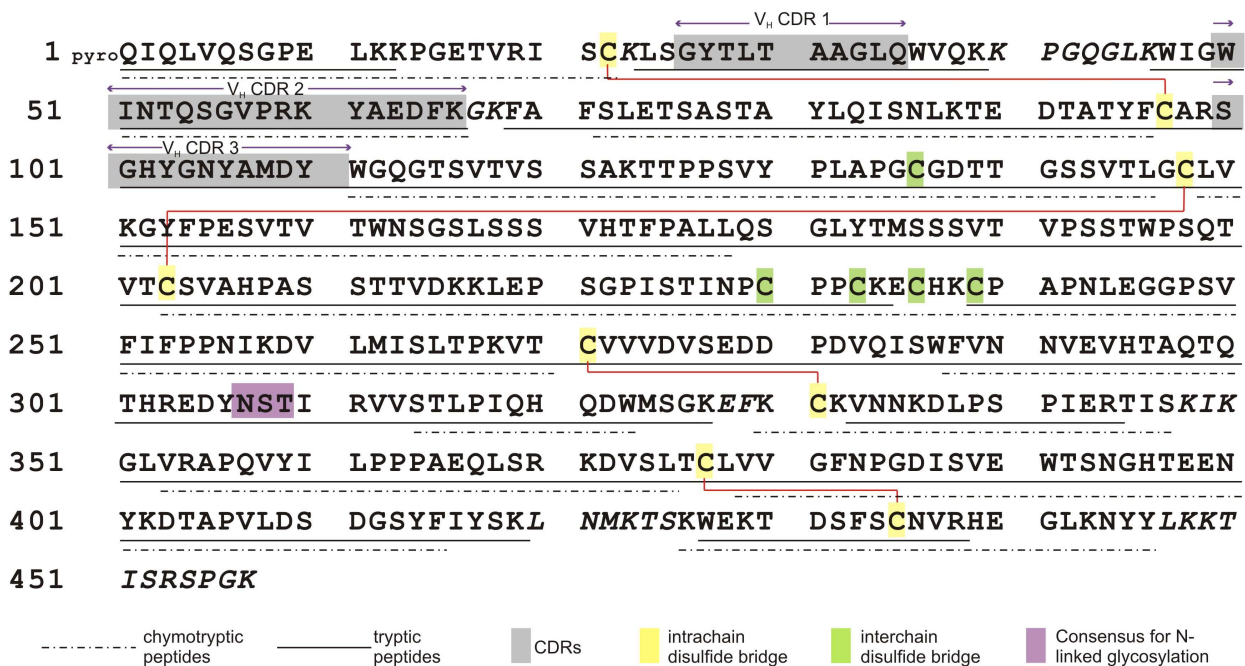 V_H CDR 1
1 pyroQIQLVQSGPE LKKPGETVRI SCKLSGYTLT AAGLQWVQKK PGQGLKWIGW
V_H CDR 2
51 INTQSGVPRK YAEDFKGKFA FSLETSASTA YLQISNLKTE DTATYFCARS
V_H CDR 3
101 GHYGNYAMDY WGQGTSVTVS SAKTTPPSVY PLAPGCGDTT GSSVTLGCLV
151 KGYFPESVTV TWNSGSLSSS VHTFPALLQS GLYTMSSSVT VPSSTWPSQT
201 VTCSVAHPAS STTVDKKLEP SGPISTINPC PPCKECHKCP APNLEGGPSV
251 FIFPPNIKDV LMISLTPKVT CVVVDVSEDD PDVQISWFVN NVEVHTAQTQ
301 THREDYNSTI RVVSTLPIQH QDWMSGKEFK CKVNNKDLPS PIERTISKIK
351 GLVRAPQVYI LPPPAEQLSR KDVSLTCLVV GFNPGDISVE WTSNGHTEEN
401 YKDTAPVLDS DGSYFIYSKL NMKTSKWEKT DSFSCNVRHE GLKNYYLKKT
451 ISRSPGK
chymotryptic peptides
tryptic peptides
CDRs
intrachain disulfide bridge
interchain disulfide bridge
Consensus for N-linked glycosylation